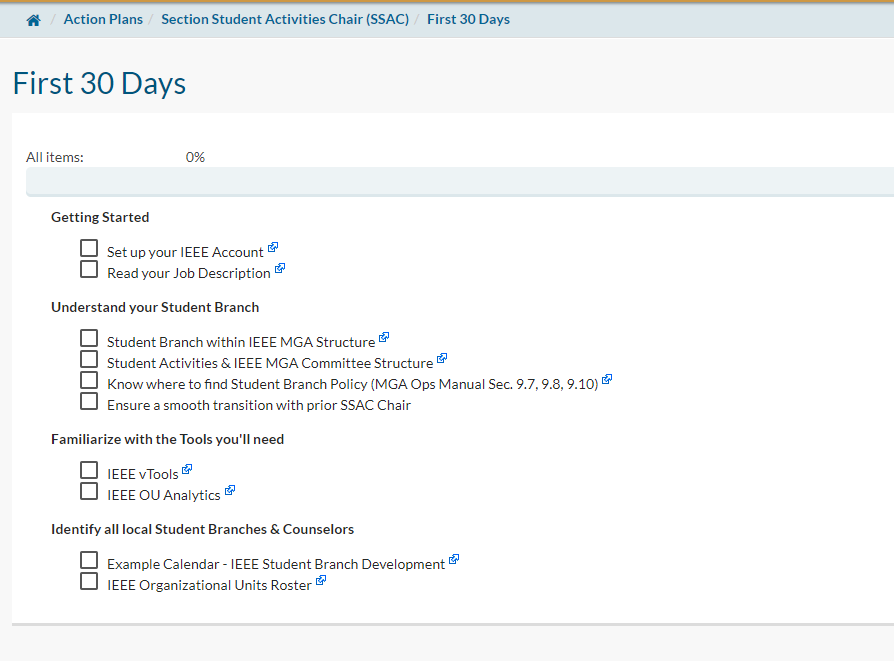 Action Plans / Section Student Activities Chair (SSAC) / First 30 Days
First 30 Days
All items: 0%
Getting Started
Set up your IEEE Account
Read your Job Description
Understand your Student Branch
Student Branch within IEEE MGA Structure
Student Activities & IEEE MGA Committee Structure
Know where to find Student Branch Policy (MGA Ops Manual Sec. 9.7, 9.8, 9.10)
Ensure a smooth transition with prior SSAC Chair
Familiarize with the Tools you'll need
IEEE vTools
IEEE OU Analytics
Identify all local Student Branches & Counselors
Example Calendar - IEEE Student Branch Development
IEEE Organizational Units Roster